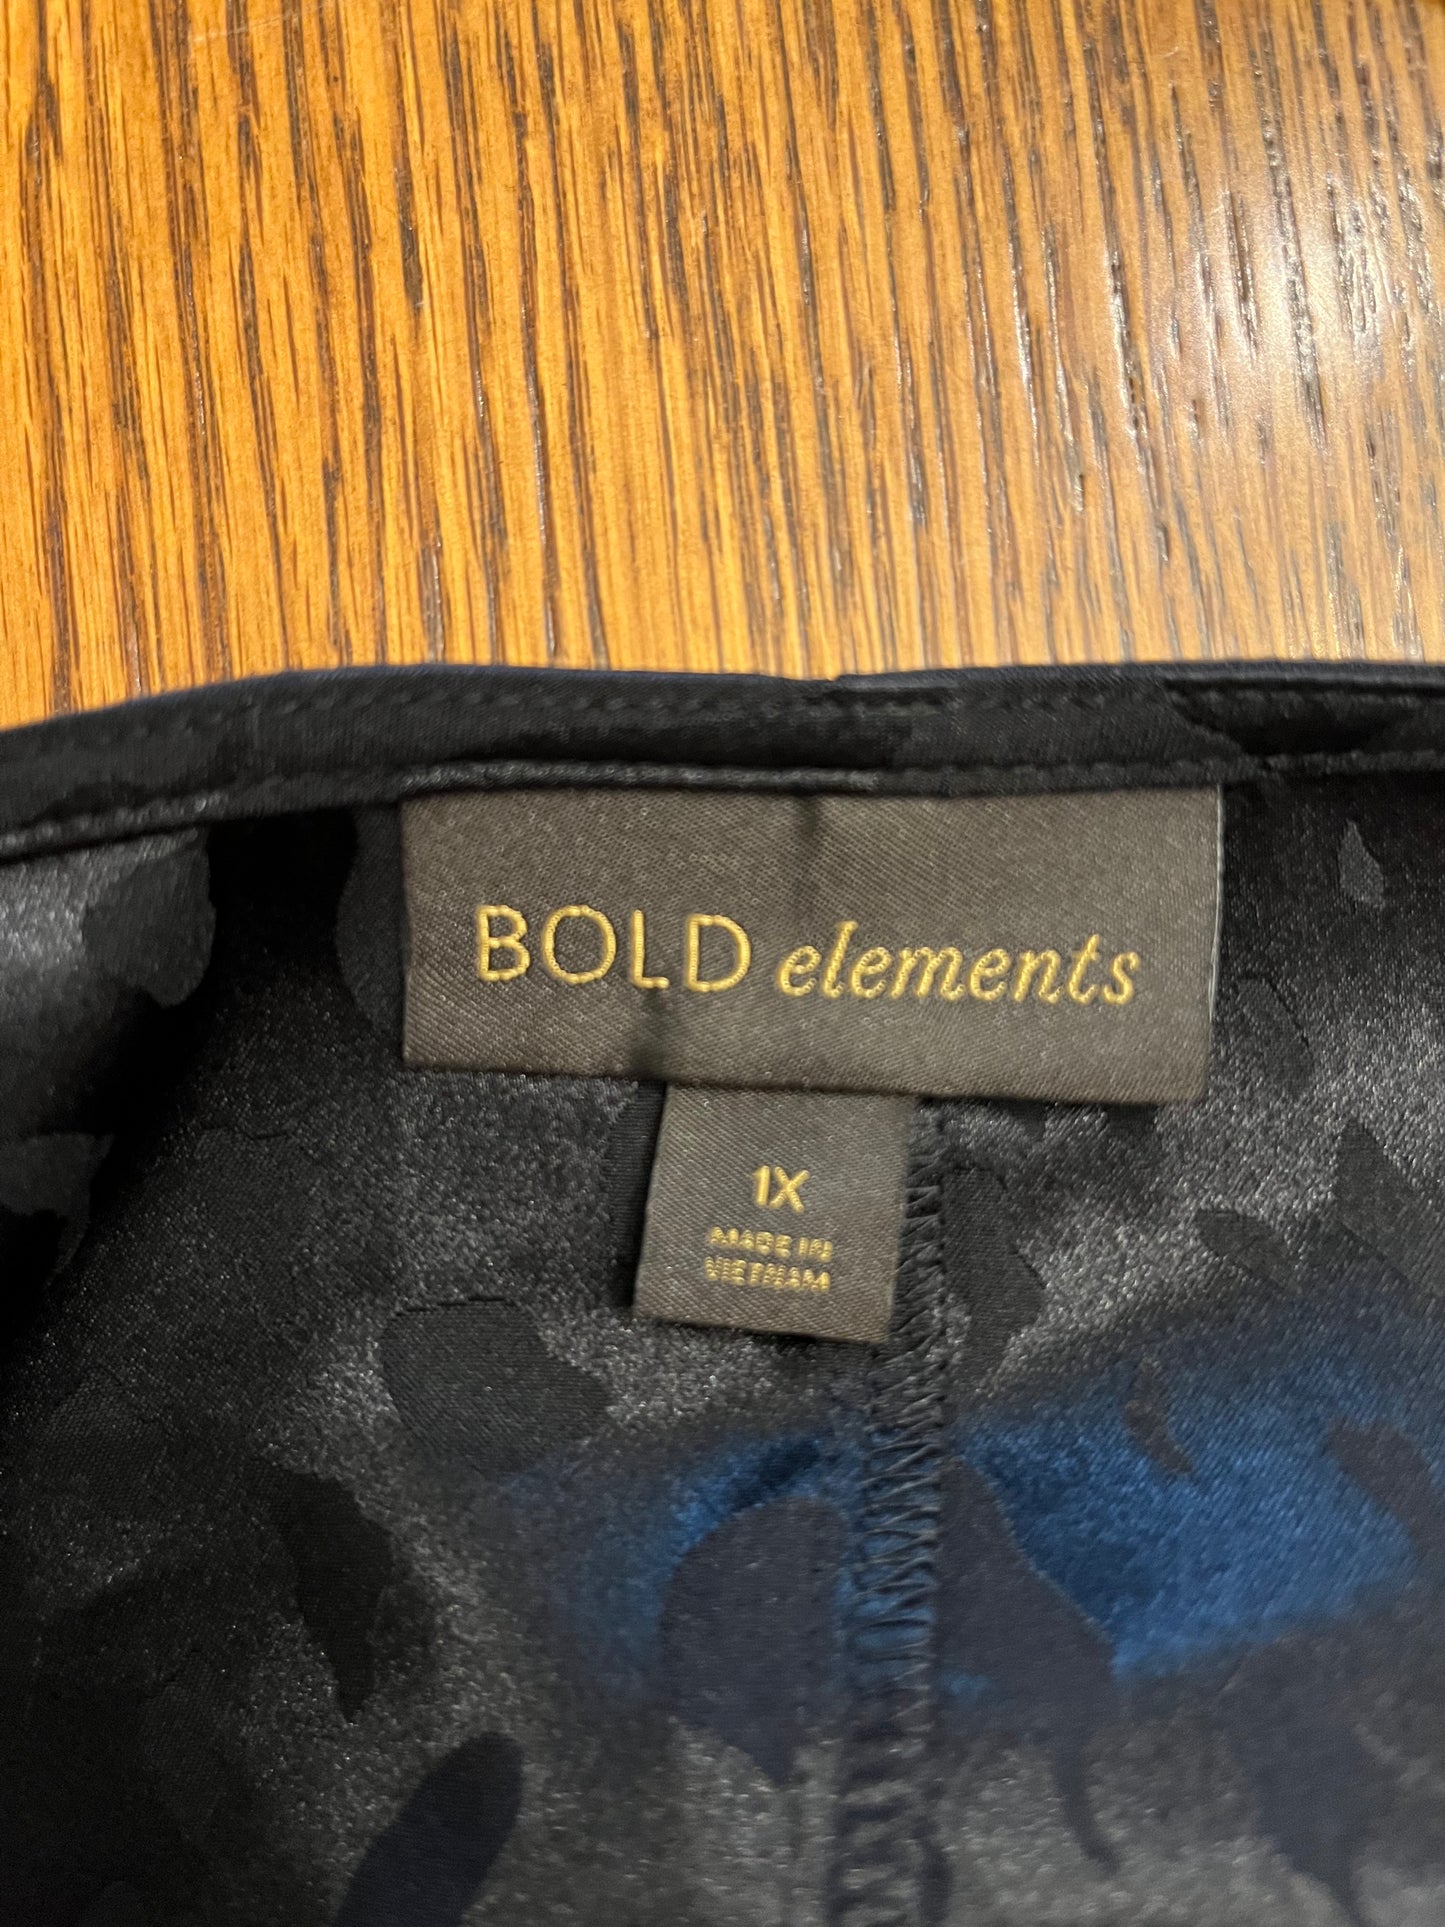 BOLD elements
1X
MADE IN
VIETNAM